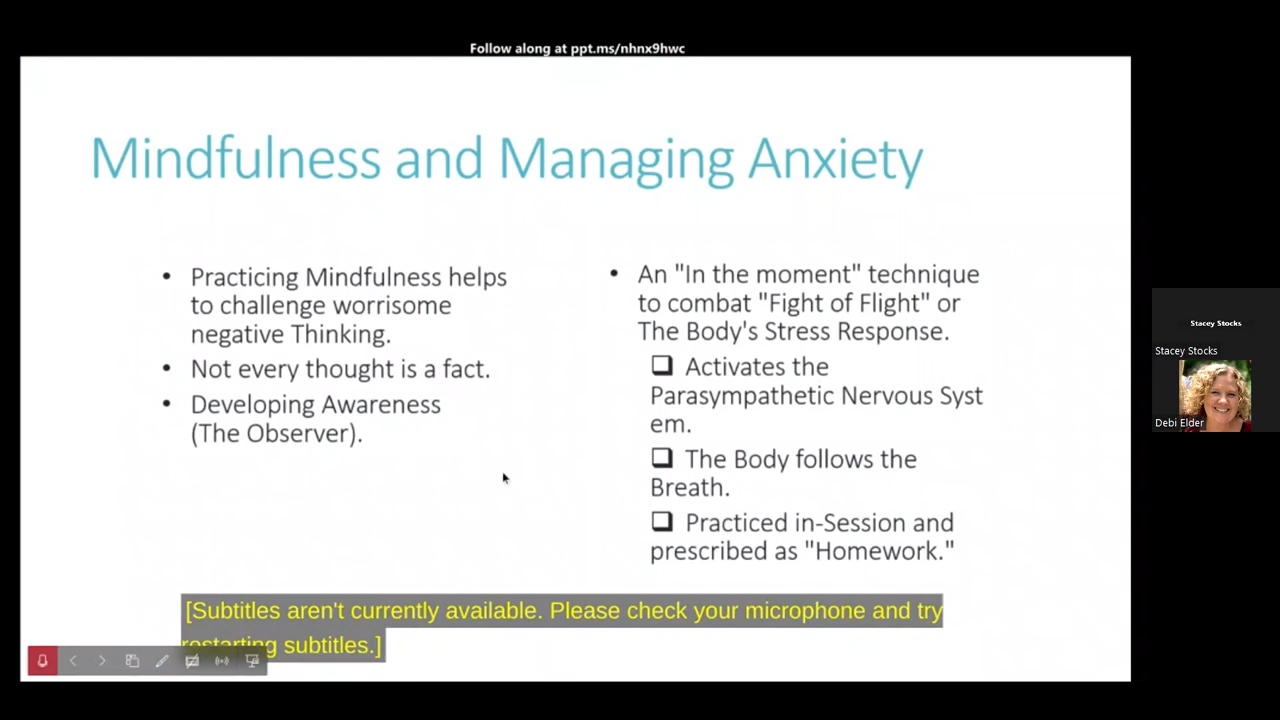 Follow along at ppt.ms/nhnx9hwc
Mindfulness and Managing Anxiety
• Practicing Mindfulness helps
to challenge worrisome
negative Thinking.
• Not every thought is a fact.
• Developing Awareness
(The Observer).
• An "In the moment" technique
to combat "Fight of Flight" or
The Body's Stress Response.
❑ Activates the
Parasympathetic Nervous Syst
em.
❑ The Body follows the
Breath.
❑ Practiced in-Session and
prescribed as "Homework."
[Subtitles aren't currently available. Please check your microphone and try
restarting subtitles.]
Stacey Stocks
Stacey Stocks
Debi Elder